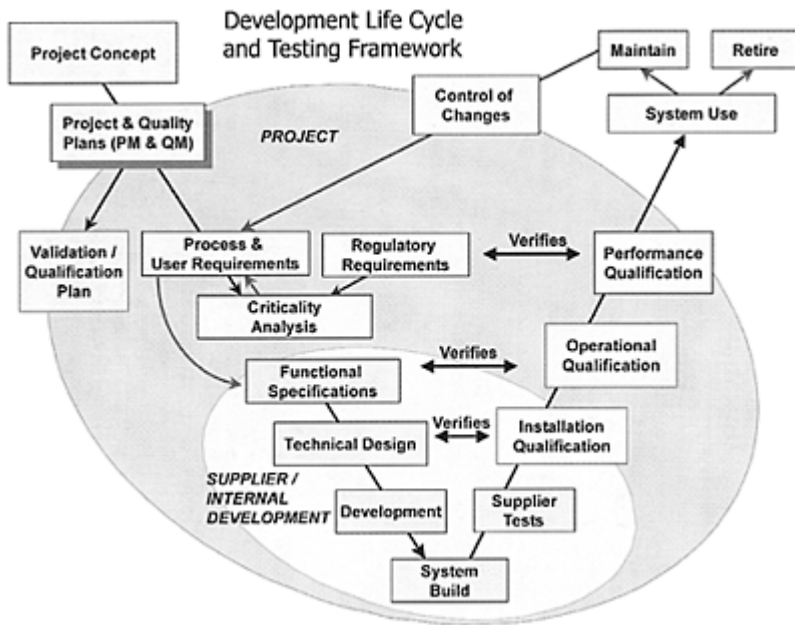 Development Life Cycle
and Testing Framework
Project Concept
Maintain
Retire
Control of
Changes
System Use
Project & Quality
Plans (PM & QM)
PROJECT
Validation /
Qualification
Plan
Process &
User Requirements
Regulatory
Requirements
Verifies
Performance
Qualification
Criticality
Analysis
Operational
Qualification
Verifies
Functional
Specifications
Verifies
Installation
Qualification
Technical Design
SUPPLIER /
INTERNAL
DEVELOPMENT
Development
Supplier
Tests
System
Build